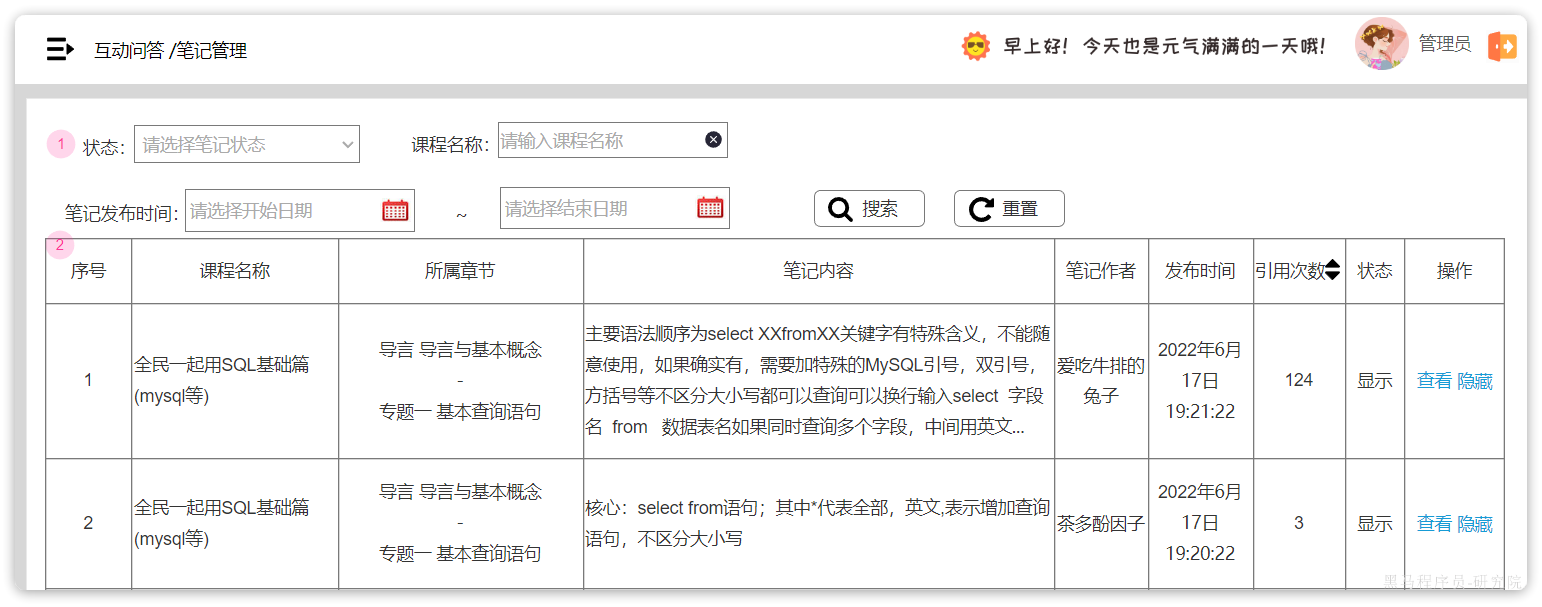 互动问答 /笔记管理
早上好！今天也是元气满满的一天哦！
管理员
1
状态：
请选择笔记状态
课程名称：
请输入课程名称
笔记发布时间：
请选择开始日期
~
请选择结束日期
搜索
重置
2
序号
课程名称
所属章节
笔记内容
笔记作者
发布时间
引用次数
状态
操作
1
全民一起用SQL基础篇
(mysql等)
导言 导言与基本概念
-
专题一 基本查询语句
主要语法顺序为select XXfromXX关键字有特殊含义，不能随
意使用，如果确实有，需要加特殊的MySQL引号，双引号，
方括号等不区分大小写都可以查询可以换行输入select 字段
名 from 数据表名如果同时查询多个字段，中间用英文...
爱吃牛排的
兔子
2022年6月
17日
19:21:22
124
显示
查看 隐藏
2
全民一起用SQL基础篇
(mysql等)
导言 导言与基本概念
-
专题一 基本查询语句
核心：select from语句；其中*代表全部，英文,表示增加查询
语句，不区分大小写
茶多酚因子
2022年6月
17日
19:20:22
3
显示
查看 隐藏
黑马程序员-研究院